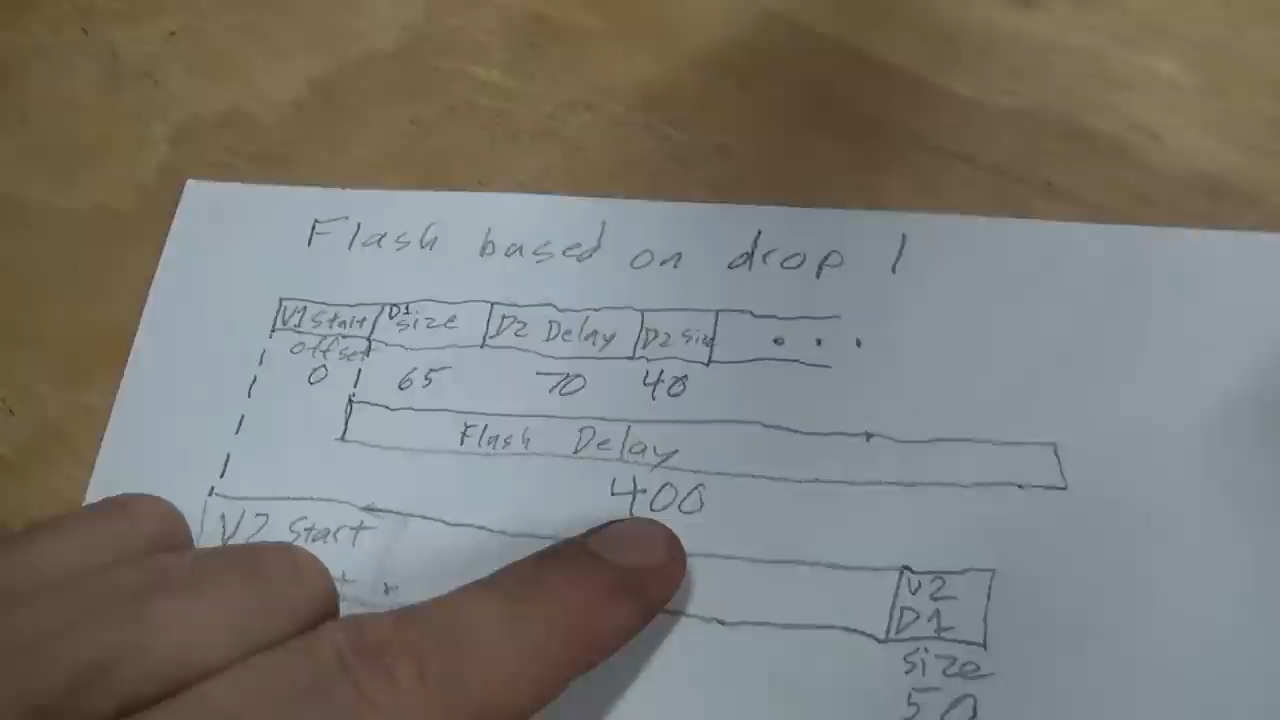 Flash based on drop 1
V1 Start D1 size D2 Delay D2 Siz . . .
offset
0 65 70 40
Flash Delay
400
V2 Start
V2
D1
size
50